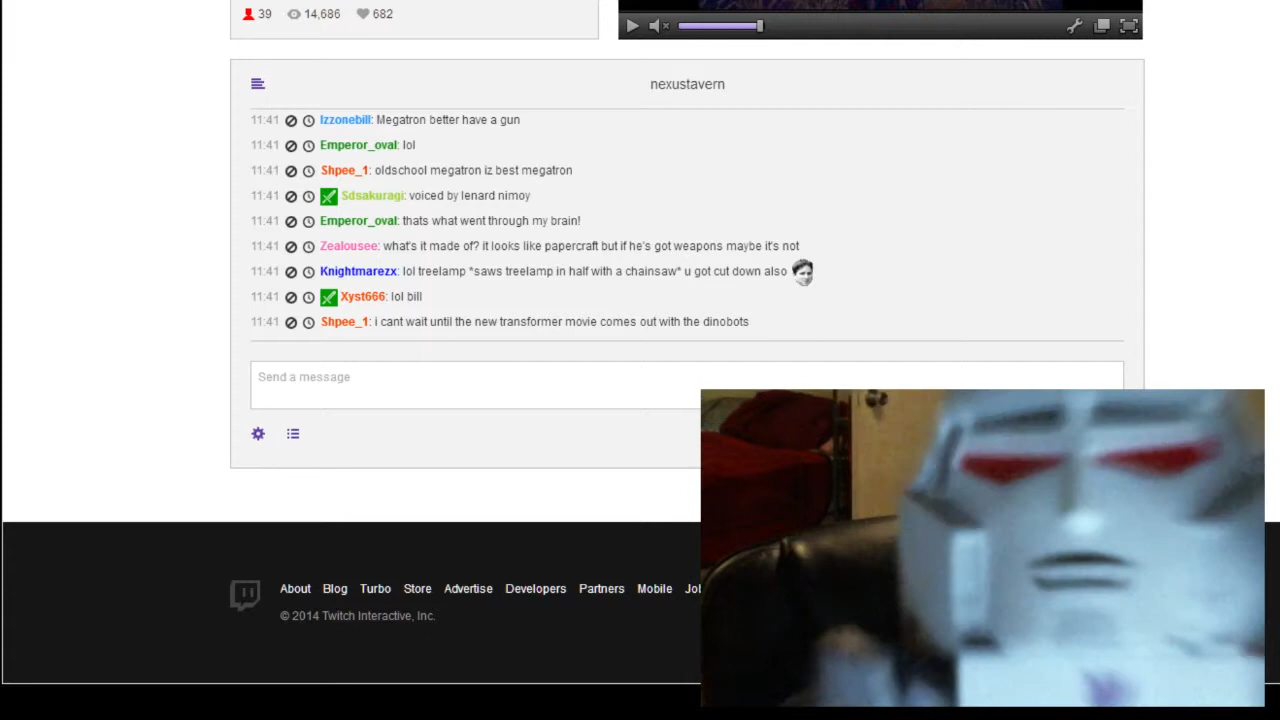 39 14,686 682
nexustavern
11:41 Izzonebill: Megatron better have a gun
11:41 Emperor_oval: lol
11:41 Shpee_1: oldschool megatron iz best megatron
11:41 Sdsakuragi: voiced by lenard nimoy
11:41 Emperor_oval: thats what went through my brain!
11:41 Zealousee: what's it made of? it looks like papercraft but if he's got weapons maybe it's not
11:41 Knightmarezx: lol treelamp *saws treelamp in half with a chainsaw* u got cut down also
11:41 Xyst666: lol bill
11:41 Shpee_1: i cant wait until the new transformer movie comes out with the dinobots
Send a message
About Blog Turbo Store Advertise Developers Partners Mobile
© 2014 Twitch Interactive, Inc.